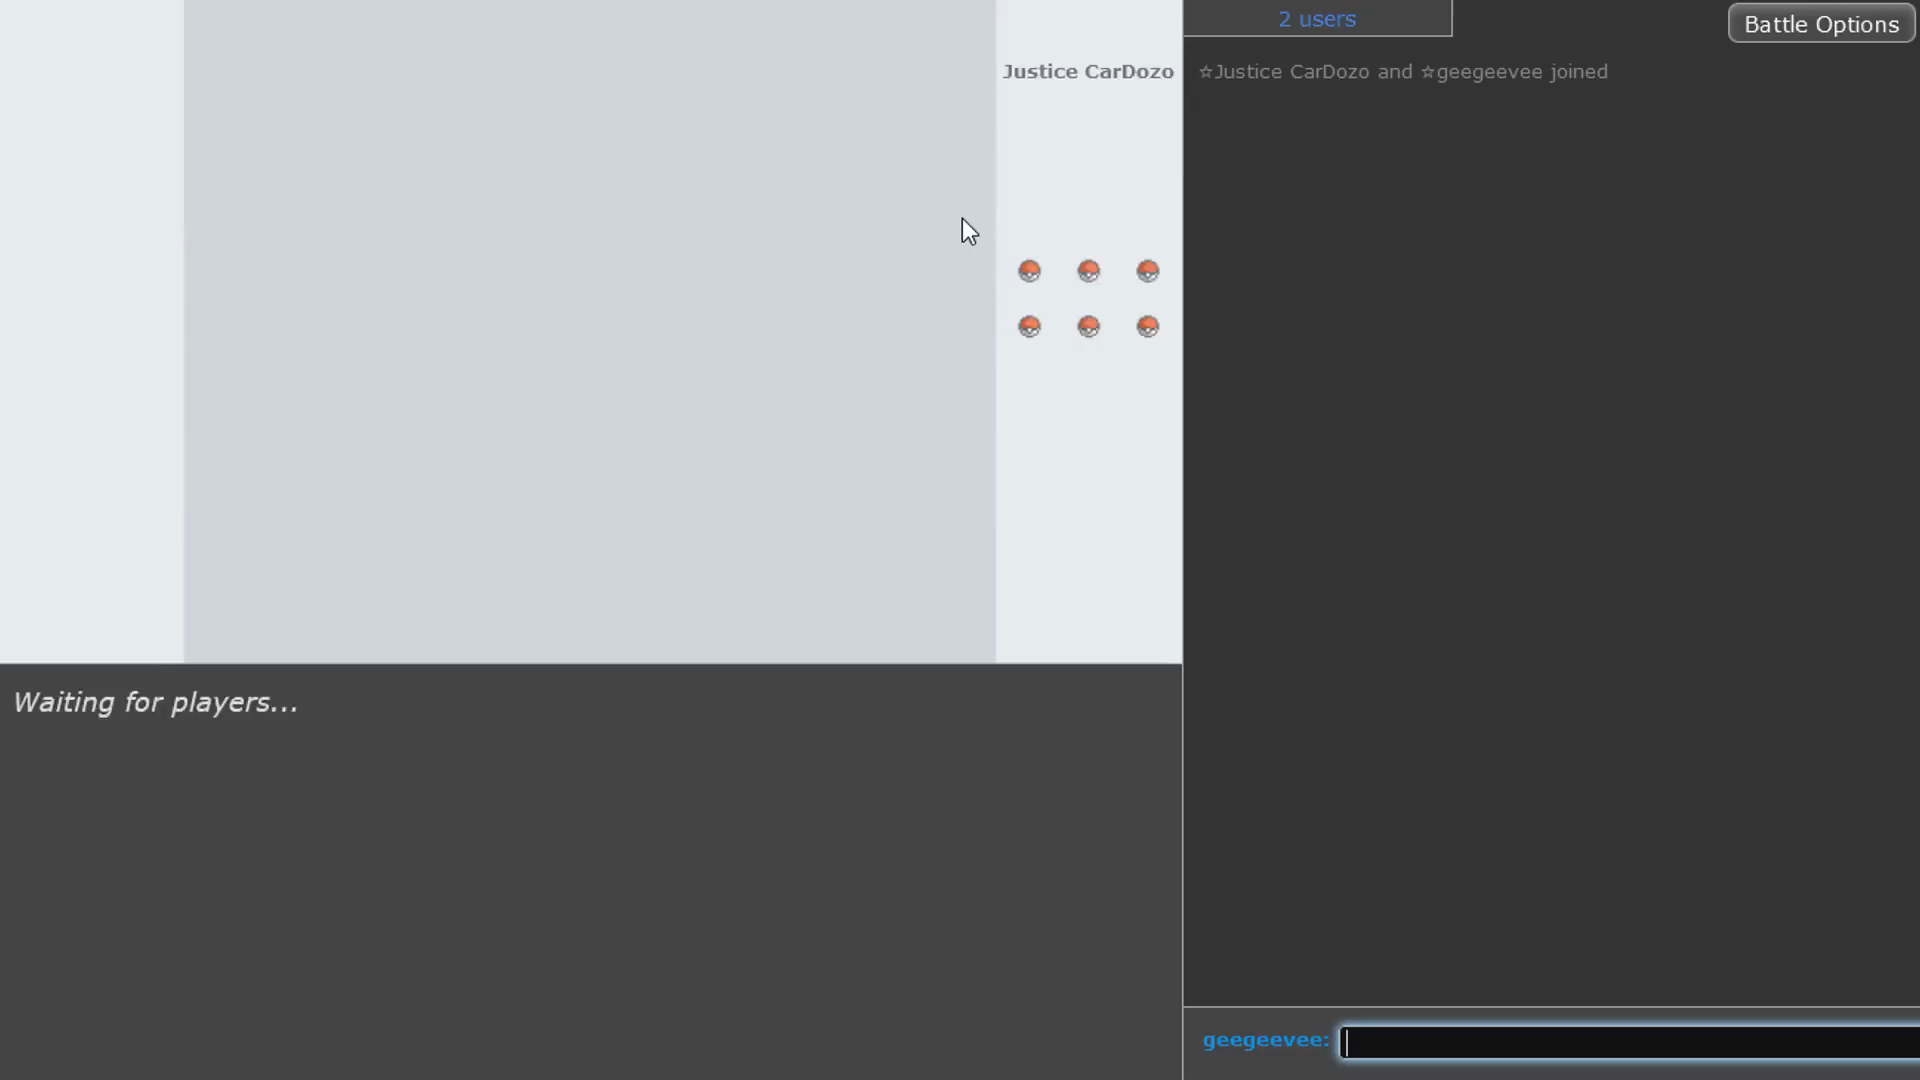 2 users
Battle Options
Justice CarDozo
☆Justice CarDozo and ☆geegeevee joined
Waiting for players...
geegeevee: